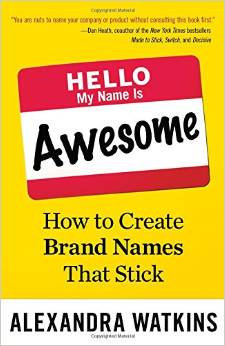 "You are nuts to name your company or product without consulting this book first."
—Dan Heath, coauthor of the New York Times bestsellers
Made to Stick, Switch, and Decisive
HELLO
My Name Is
Awesome
How to Create
Brand Names
That Stick
ALEXANDRA WATKINS